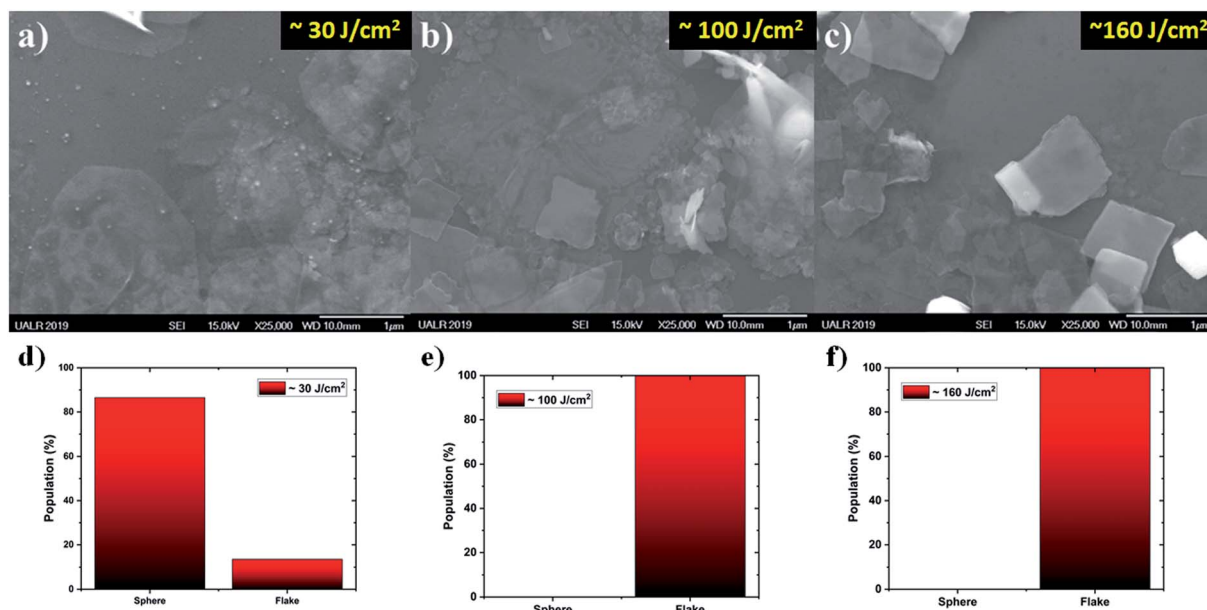 a)
~ 30 J/cm²
b)
~ 100 J/cm²
c)
~160 J/cm²
UALR 2019 SEI 15.0kV X25,000 WD 10.0mm 1μm
UALR 2019 SEI 15.0kV X25,000 WD 10.0mm 1μm
UALR 2019 SEI 15.0kV X25,000 WD 10.0mm 1μm
d)
~ 30 J/cm²
Population (%)
100
80
60
40
20
0
Sphere Flake
e)
~ 100 J/cm²
Population (%)
100
80
60
40
20
0
Sphere Flake
f)
~ 160 J/cm²
Population (%)
100
80
60
40
20
0
Sphere Flake